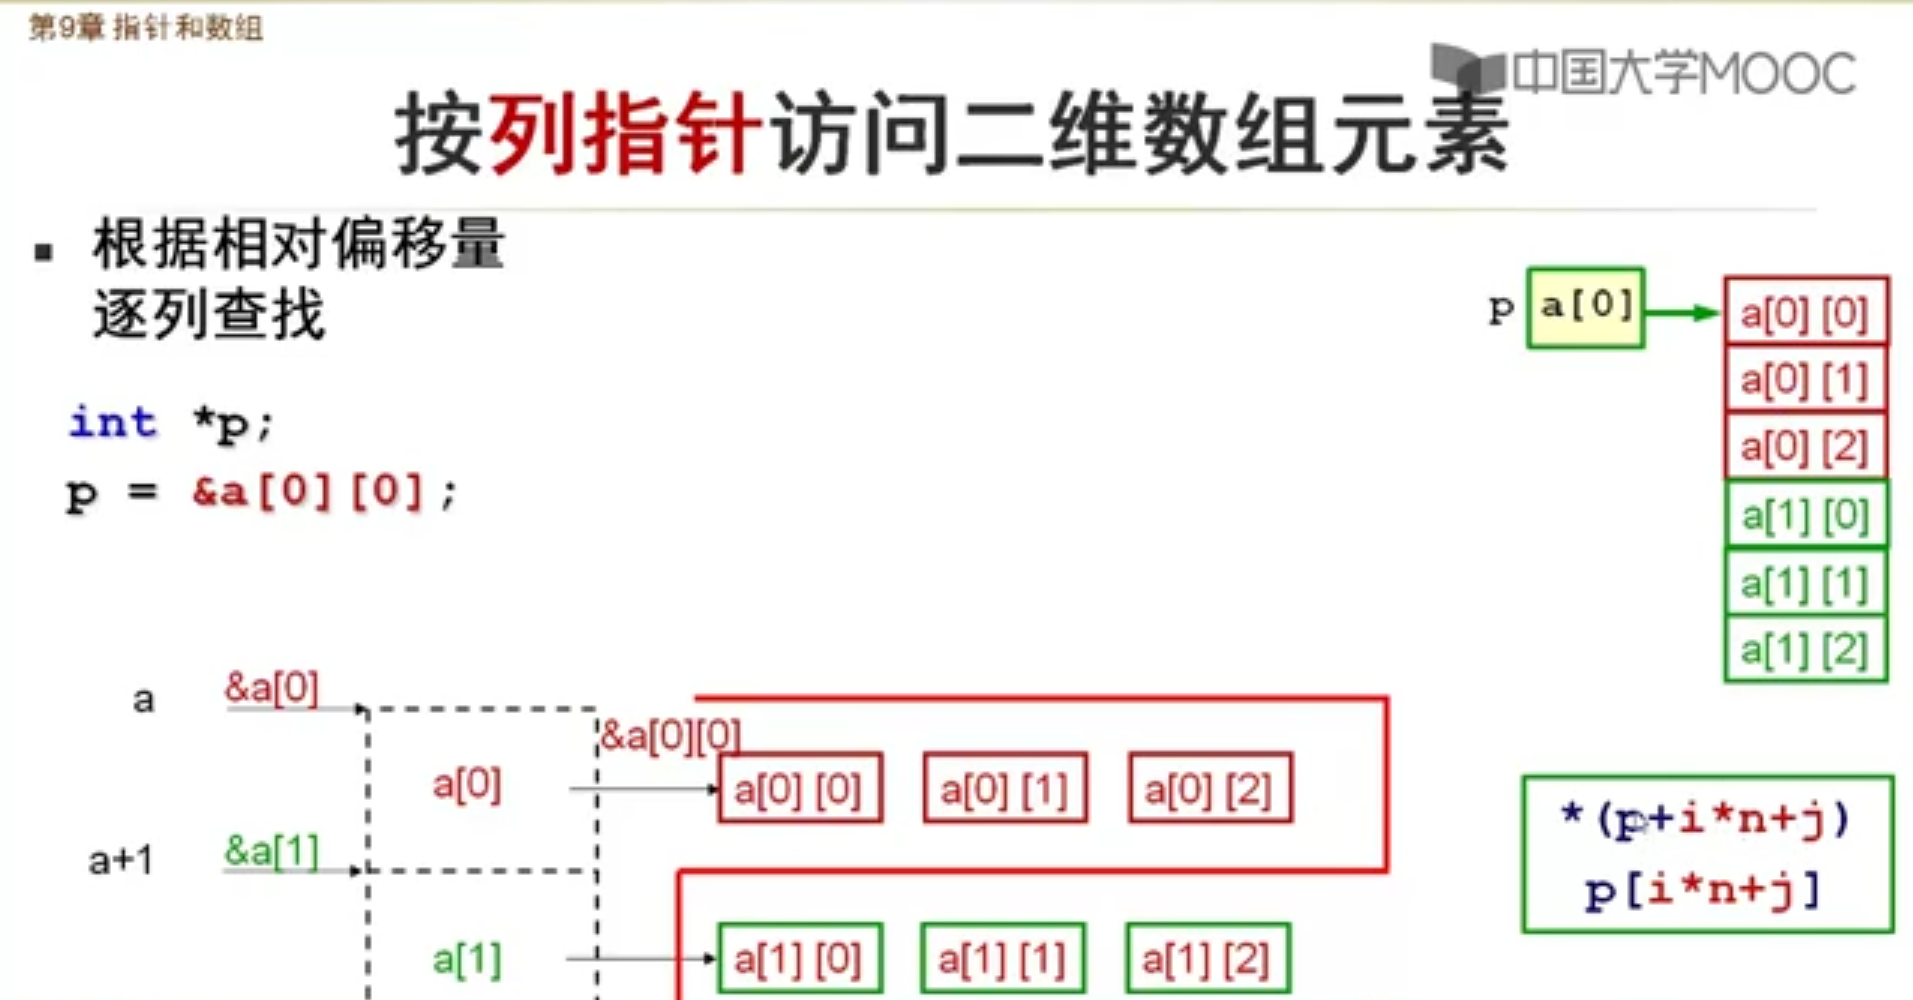 第9章 指针和数组
中国大学MOOC
按列指针访问二维数组元素
■ 根据相对偏移量
逐列查找
int *p;
p = &a[0][0];
p a[0]
a[0] [0]
a[0] [1]
a[0] [2]
a[1] [0]
a[1] [1]
a[1] [2]
a &a[0]
&a[0][0]
a[0] a[0] [0] a[0] [1] a[0] [2]
a+1 &a[1]
a[1] a[1] [0] a[1] [1] a[1] [2]
*(p+i*n+j)
p[i*n+j]